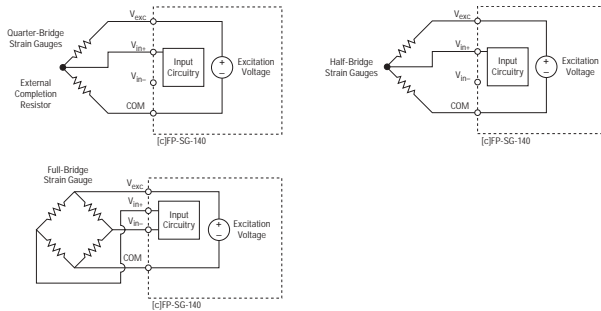 Quarter-Bridge
Strain Gauges
External
Completion
Resistor
Vexc
Vin+
Vin–
COM
Input
Circuitry
+
–
Excitation
Voltage
[c]FP-SG-140
Half-Bridge
Strain Gauges
Vexc
Vin+
Vin–
COM
Input
Circuitry
+
–
Excitation
Voltage
[c]FP-SG-140
Full-Bridge
Strain Gauge
Vexc
Vin+
Vin–
COM
Input
Circuitry
+
–
Excitation
Voltage
[c]FP-SG-140